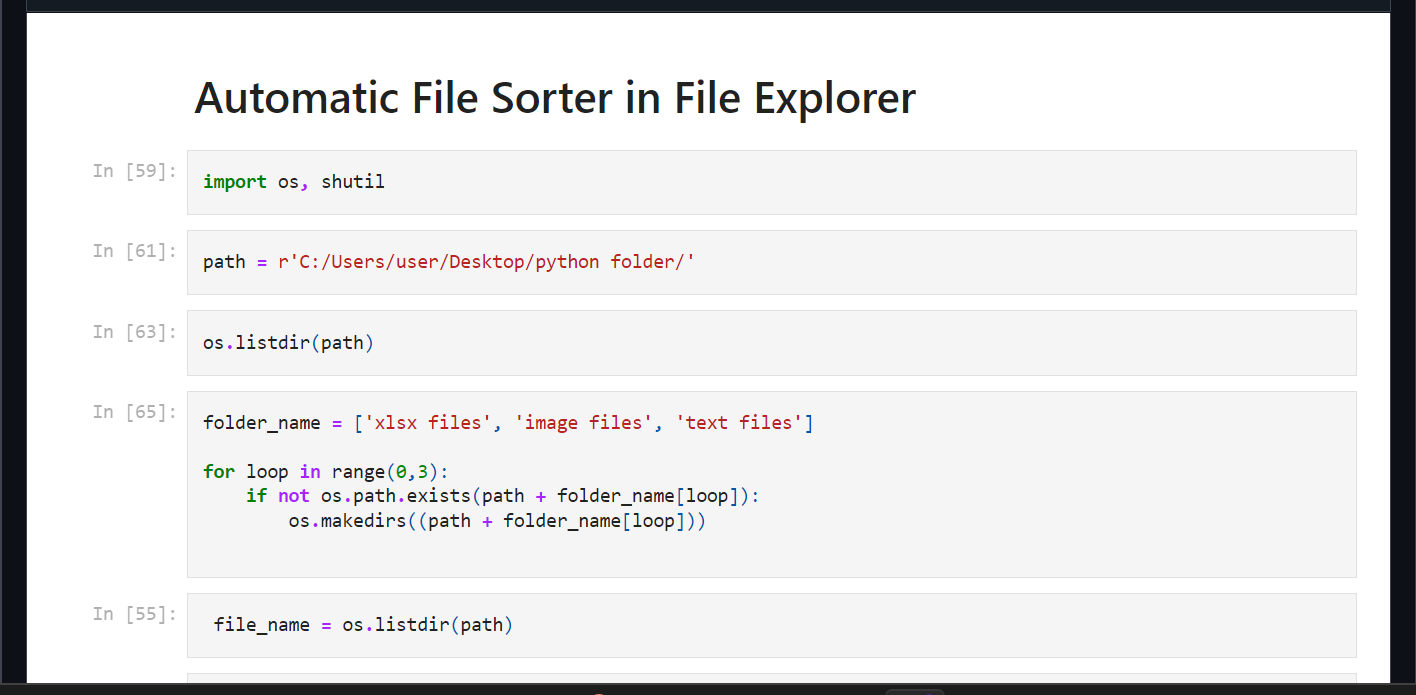 Automatic File Sorter in File Explorer
In [59]:
import os, shutil
In [61]:
path = r'C:/Users/user/Desktop/python folder/'
In [63]:
os.listdir(path)
In [65]:
folder_name = ['xlsx files', 'image files', 'text files']
for loop in range(0,3):
    if not os.path.exists(path + folder_name[loop]):
        os.makedirs((path + folder_name[loop]))
In [55]:
 file_name = os.listdir(path)